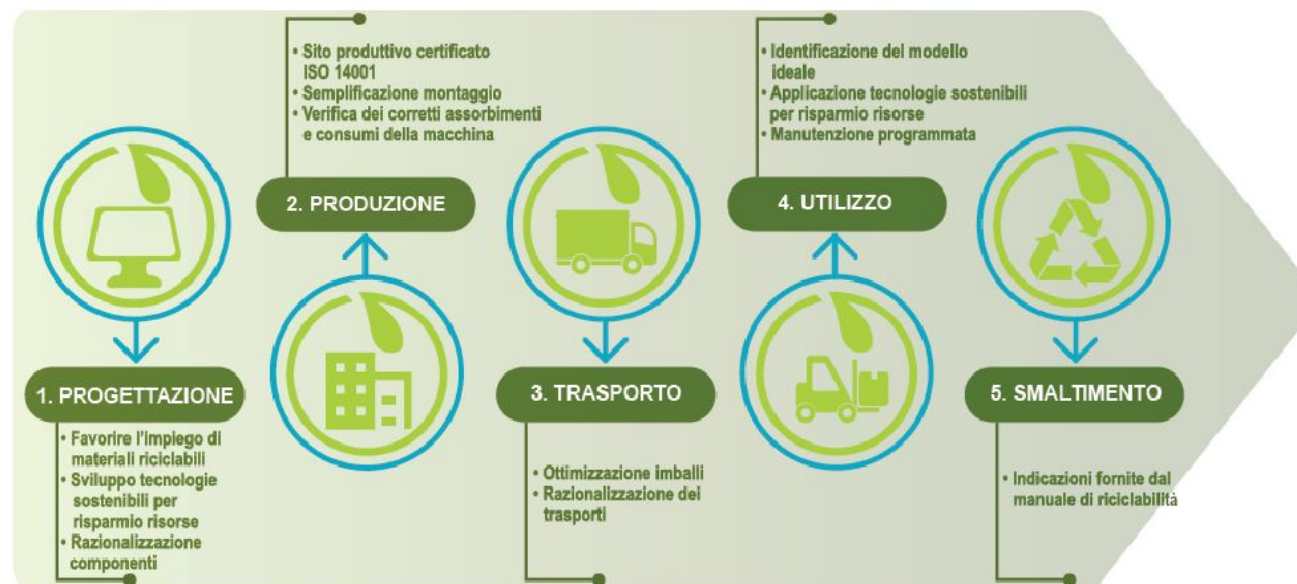 1. PROGETTAZIONE
• Favorire l'impiego di
materiali riciclabili
• Sviluppo tecnologie
sostenibili per
risparmio risorse
• Razionalizzazione
componenti
• Sito produttivo certificato
ISO 14001
• Semplificazione montaggio
• Verifica dei corretti assorbimenti
e consumi della macchina
2. PRODUZIONE
3. TRASPORTO
• Ottimizzazione imballi
• Razionalizzazione dei
trasporti
• Identificazione del modello
ideale
• Applicazione tecnologie sostenibili
per risparmio risorse
• Manutenzione programmata
4. UTILIZZO
5. SMALTIMENTO
• Indicazioni fornite dal
manuale di riciclabilità